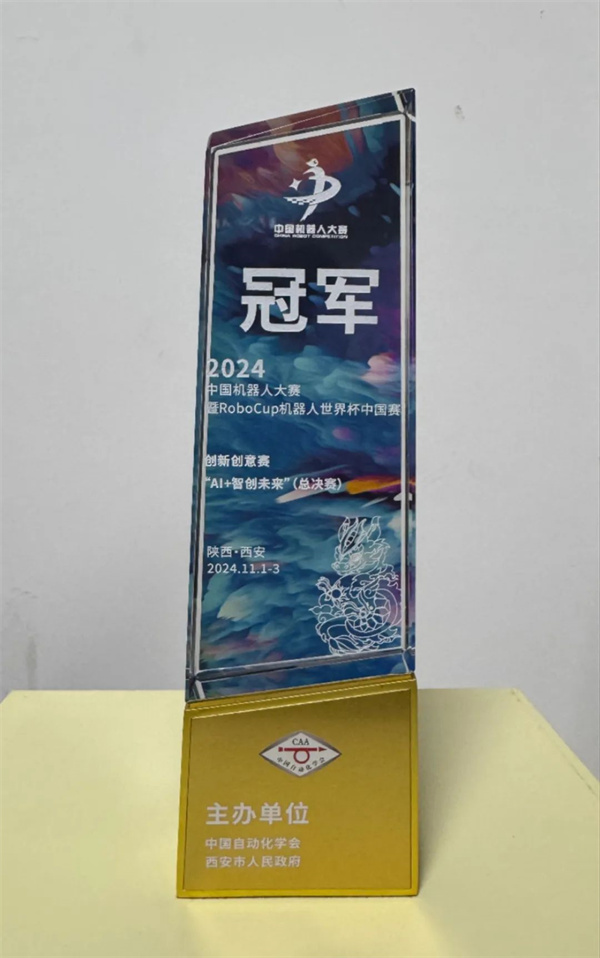 中国机器人大赛
CHINA ROBOT COMPETITION
冠军
2024
中国机器人大赛
暨RoboCup机器人世界杯中国赛
创新创意赛
“AI+智创未来”(总决赛)
陕西·西安
2024.11.1-3
CAA
中国自动化学会
主办单位
中国自动化学会
西安市人民政府